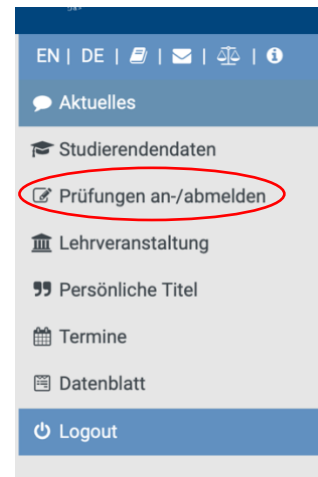 EN | DE | | | |
Aktuelles
Studierendendaten
Prüfungen an-/abmelden
Lehrveranstaltung
Persönliche Titel
Termine
Datenblatt
Logout